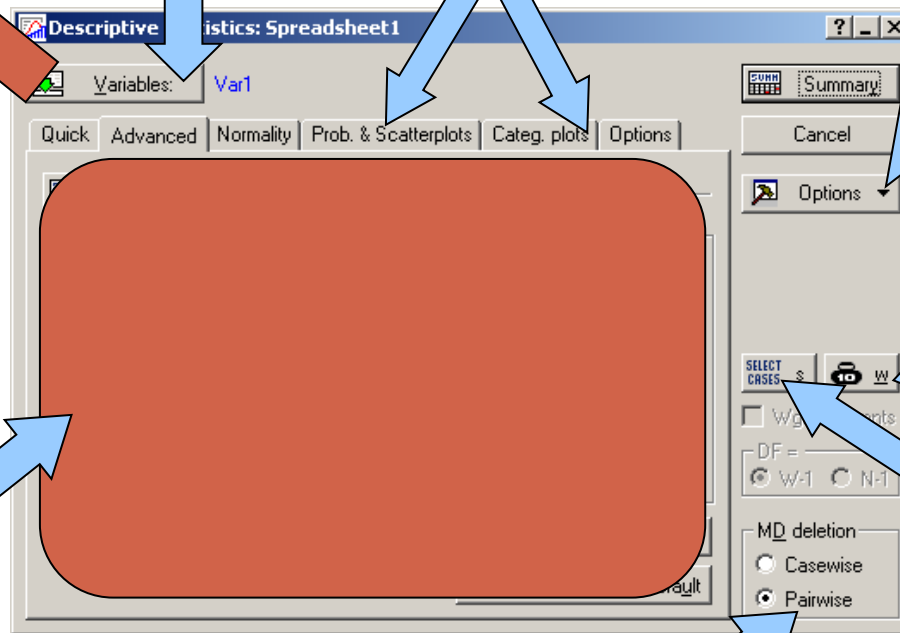 Descriptive istics: Spreadsheet1
Variables: Var1
Summary
Quick Advanced Normality Prob. & Scatterplots Categ. plots Options
Cancel
Options
SELECT CASES s
w
DF =
W-1 N-1
MD deletion
Casewise
Pairwise